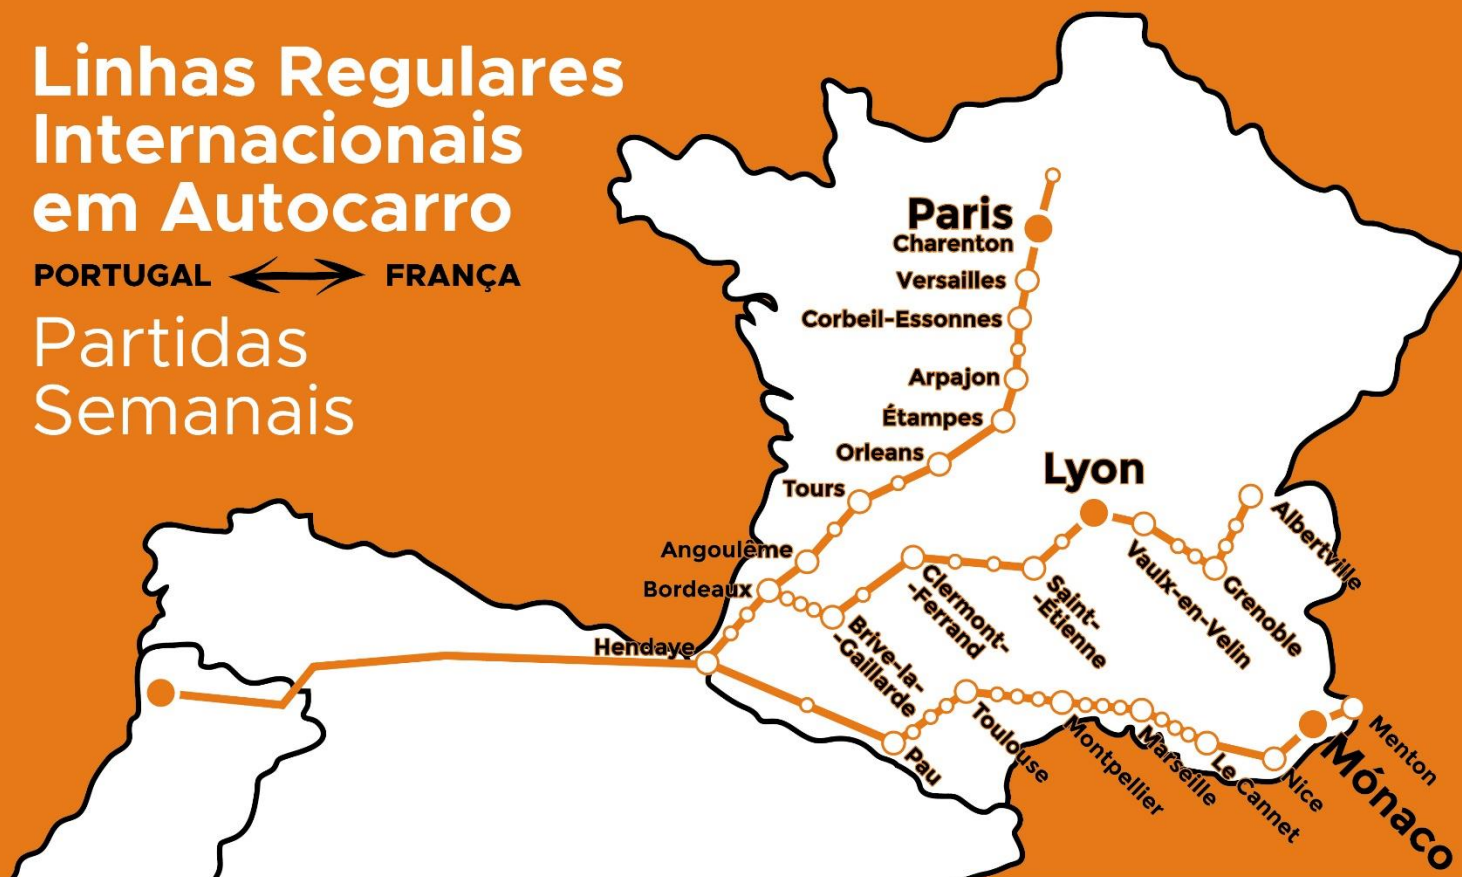 Linhas Regulares
Internacionais
em Autocarro
PORTUGAL FRANÇA
Partidas
Semanais
Paris
Charenton
Versailles
Corbeil-Essonnes
Arpajon
Étampes
Orleans
Tours
Angoulême
Bordeaux
Hendaye
Lyon
Vaulx-en-Velin
Grenoble
Albertville
Saint-
-Étienne
Clermont-
-Ferrand
Brive-la-
-Gaillarde
Pau
Toulouse
Montpellier
Marseille
Le Cannet
Nice
Mónaco
Menton